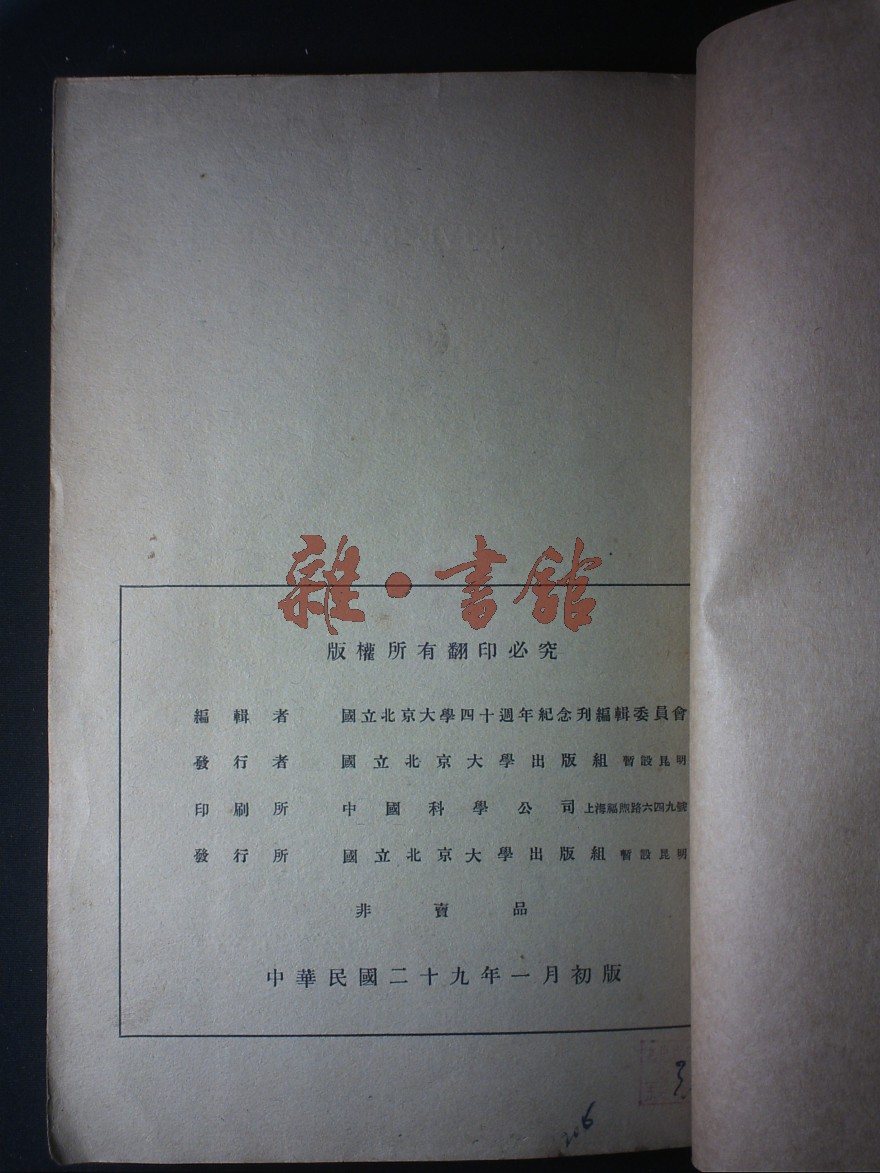 雜•書館
版權所有翻印必究
編輯者 國立北京大學四十週年紀念刊編輯委員會
發行者 國立北京大學出版組 暫設昆明
印刷所 中國科學公司 上海福煦路六四九號
發行所 國立北京大學出版組 暫設昆明
非賣品
中華民國二十九年一月初版